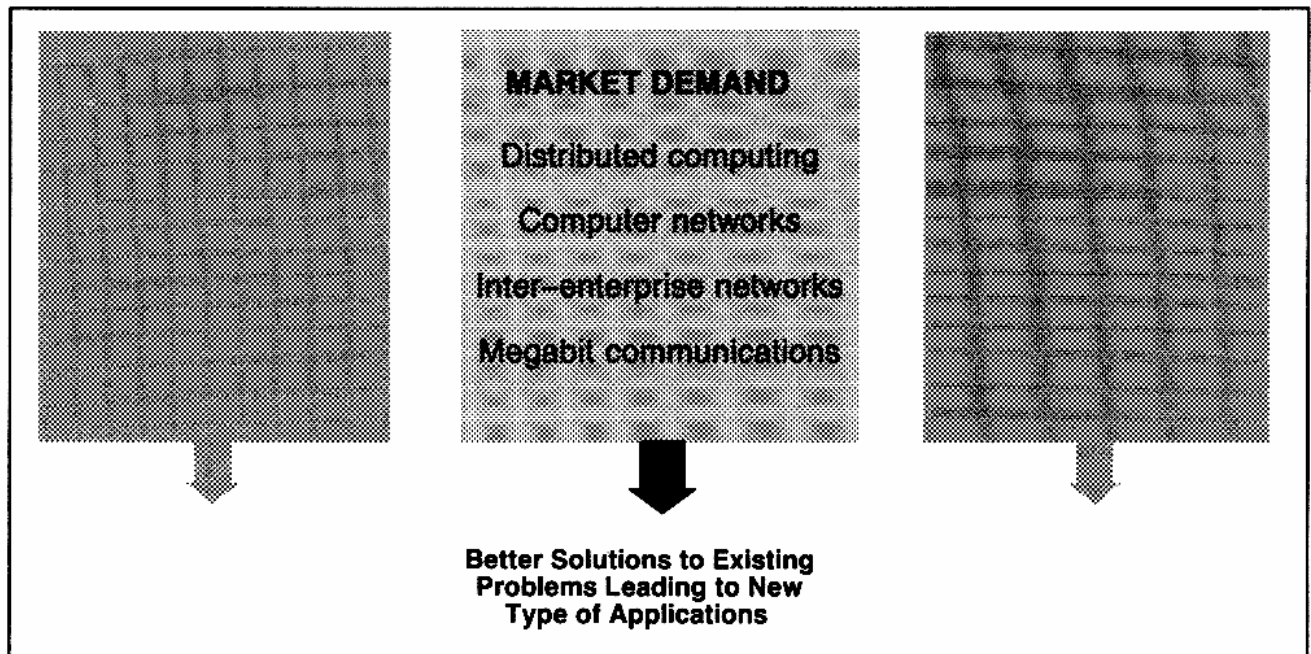 MARKET DEMAND
Distributed computing
Computer networks
Inter-enterprise networks
Megabit communications
Better Solutions to Existing
Problems Leading to New
Type of Applications